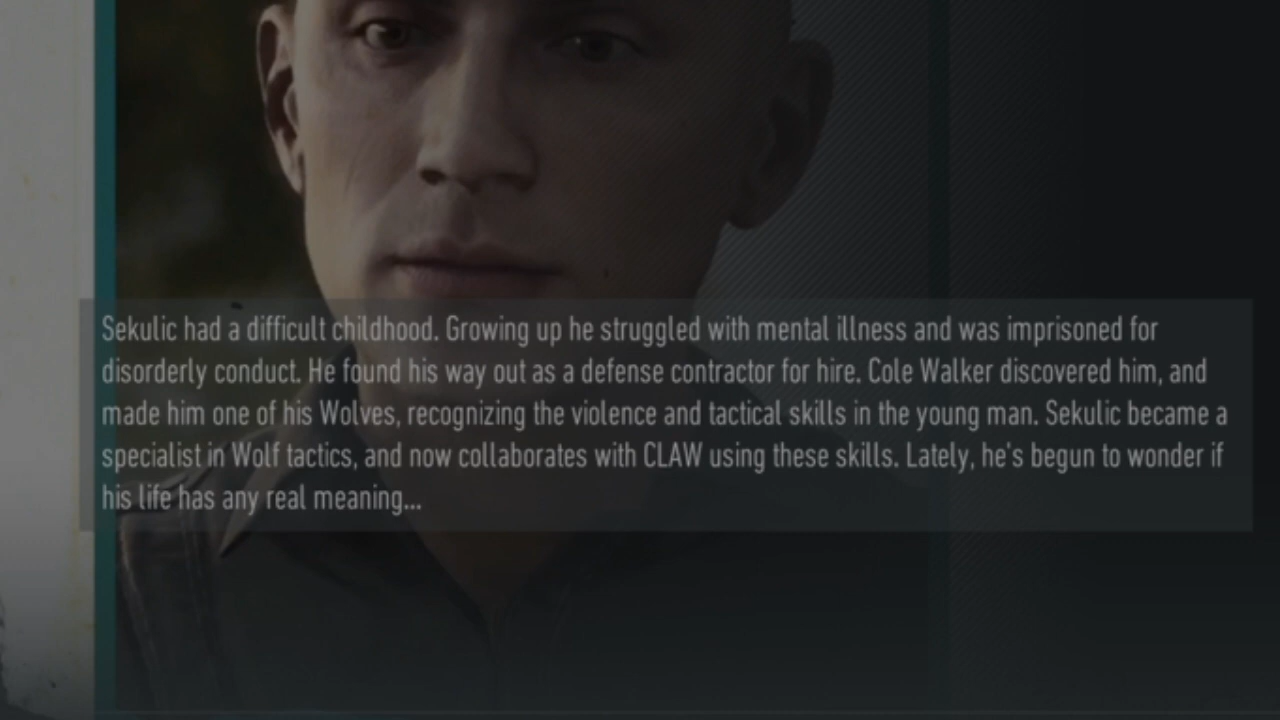 Sekulic had a difficult childhood. Growing up he struggled with mental illness and was imprisoned for
disorderly conduct. He found his way out as a defense contractor for hire. Cole Walker discovered him, and
made him one of his Wolves, recognizing the violence and tactical skills in the young man. Sekulic became a
specialist in Wolf tactics, and now collaborates with CLAW using these skills. Lately, he's begun to wonder if
his life has any real meaning...